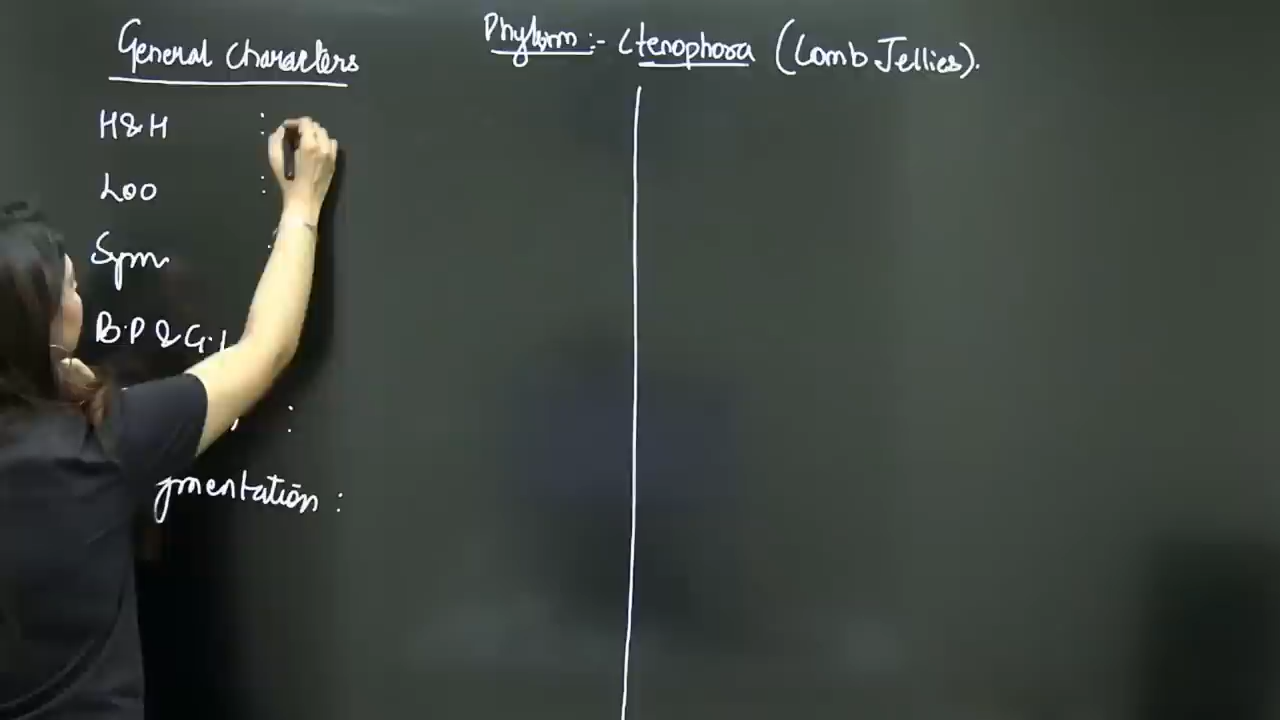 Phylum :- Ctenophora (Comb Jellies).
General Characters
H & H :
LOO :
Sym :
B.P & G.L
:
gmentation :